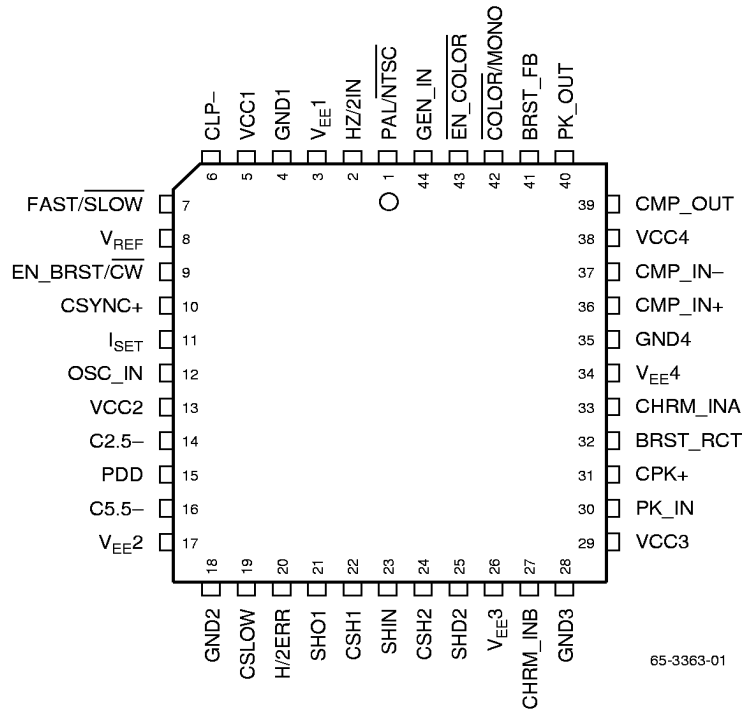 CLP–
VCC1
GND1
VEE1
HZ/2IN
PAL/NTSC
GEN_IN
EN_COLOR
COLOR/MONO
BRST_FB
PK_OUT
6
5
4
3
2
1
44
43
42
41
40
FAST/SLOW 7
VREF 8
EN_BRST/CW 9
CSYNC+ 10
ISET 11
OSC_IN 12
VCC2 13
C2.5– 14
PDD 15
C5.5– 16
VEE2 17
39 CMP_OUT
38 VCC4
37 CMP_IN–
36 CMP_IN+
35 GND4
34 VEE4
33 CHRM_INA
32 BRST_RCT
31 CPK+
30 PK_IN
29 VCC3
18
19
20
21
22
23
24
25
26
27
28
GND2
CSLOW
H/2ERR
SHO1
CSH1
SHIN
CSH2
SHD2
VEE3
CHRM_INB
GND3
65-3363-01